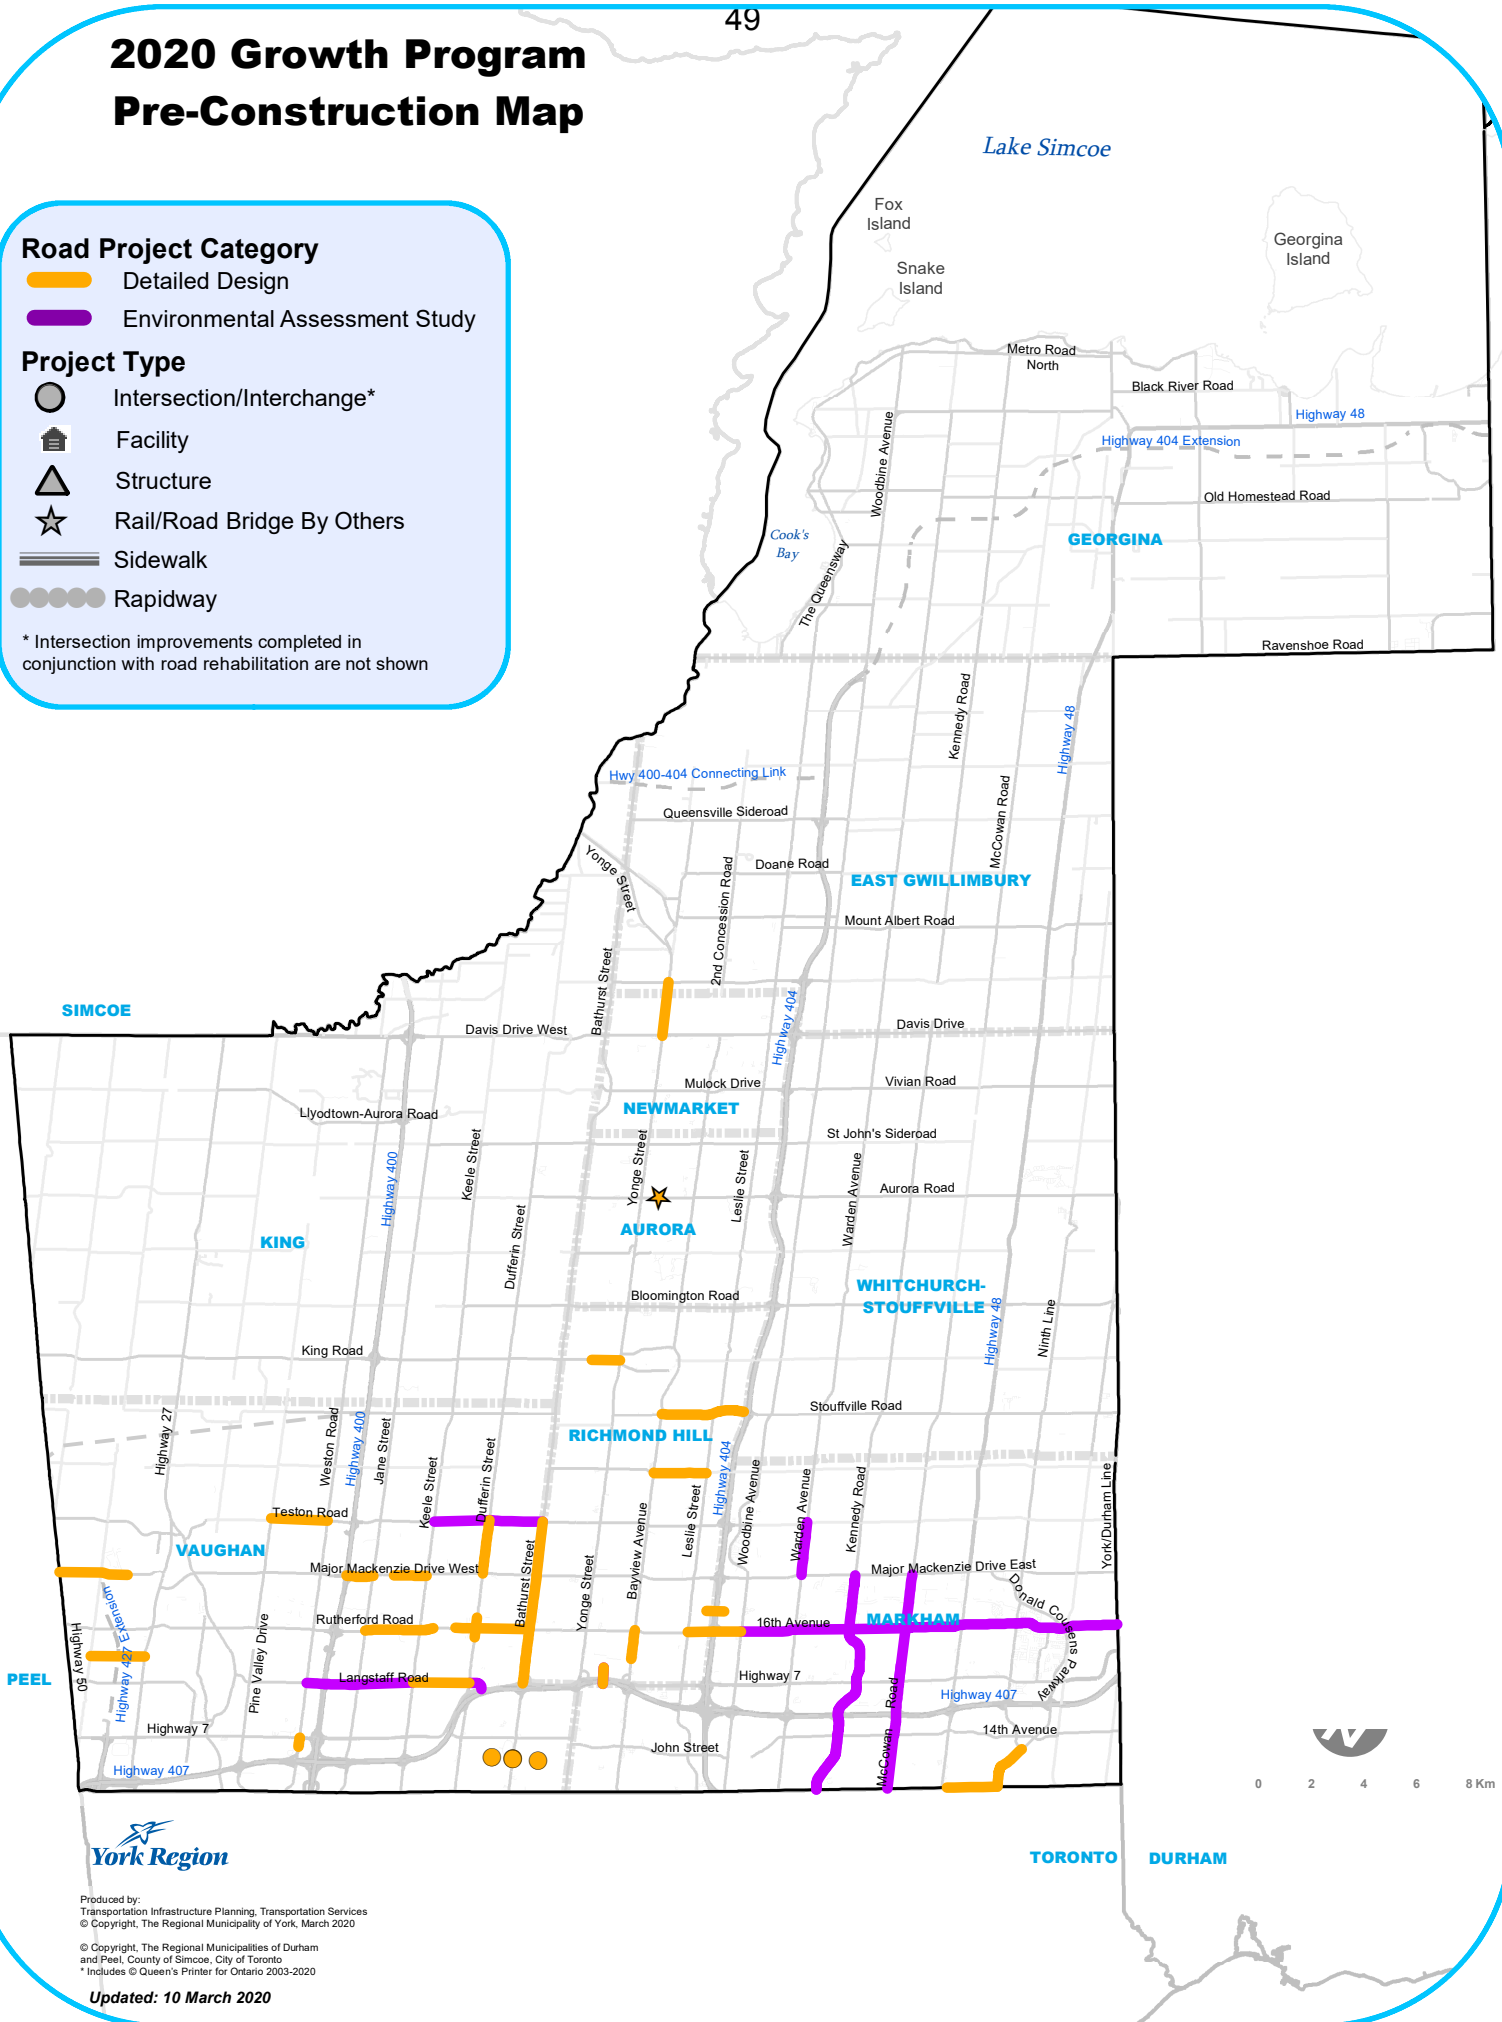 49
2020 Growth Program
Pre-Construction Map
Road Project Category
Detailed Design
Environmental Assessment Study
Project Type
Intersection/Interchange*
Facility
Structure
Rail/Road Bridge By Others
Sidewalk
Rapidway
* Intersection improvements completed in
conjunction with road rehabilitation are not shown
Lake Simcoe
Fox
Island
Georgina
Island
Snake
Island
Metro Road
North
Black River Road
Highway 48
Highway 404 Extension
Woodbine Avenue
Old Homestead Road
Cook's
Bay
GEORGINA
The Queensway
Ravenshoe Road
Kennedy Road
Highway 48
Hwy 400-404 Connecting Link
Queensville Sideroad
McCowan Road
Yonge Street
Doane Road
2nd Concession Road
EAST GWILLIMBURY
Mount Albert Road
Bathurst Street
SIMCOE
Highway 404
Davis Drive West
Davis Drive
Mulock Drive
Vivian Road
Llyodtown-Aurora Road
NEWMARKET
St John's Sideroad
Keele Street
Yonge Street
Highway 400
Leslie Street
Warden Avenue
Aurora Road
AURORA
KING
Dufferin Street
WHITCHURCH-
STOUFFVILLE
Bloomington Road
Highway 48
Ninth Line
King Road
Stouffville Road
Highway 27
Weston Road
Highway 400
Jane Street
RICHMOND HILL
Keele Street
Dufferin Street
Highway 404
Leslie Street
Woodbine Avenue
Warden Avenue
Kennedy Road
York/Durham Line
Teston Road
Bayview Avenue
VAUGHAN
Major Mackenzie Drive West
Bathurst Street
Yonge Street
Major Mackenzie Drive East
Donald Cousens Parkway
Highway 427 Extension
Rutherford Road
16th Avenue
MARKHAM
Highway 50
Pine Valley Drive
PEEL
Langstaff Road
Highway 7
Highway 407
McCowan Road
Highway 7
14th Avenue
John Street
Highway 407
0 2 4 6 8 Km
York Region
TORONTO
DURHAM
Produced by:
Transportation Infrastructure Planning, Transportation Services
© Copyright, The Regional Municipality of York, March 2020
© Copyright, The Regional Municipalities of Durham
and Peel, County of Simcoe, City of Toronto
* Includes © Queen's Printer for Ontario 2003-2020
Updated: 10 March 2020